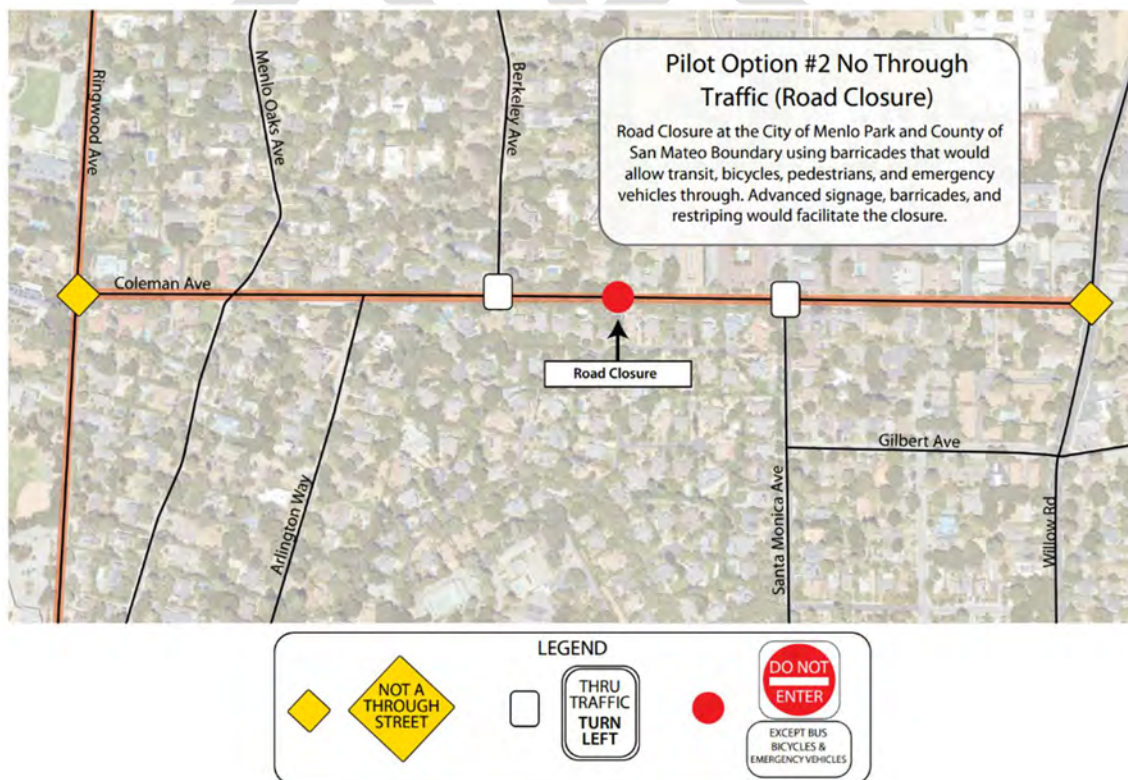 Pilot Option #2 No Through
Traffic (Road Closure)
Road Closure at the City of Menlo Park and County of
San Mateo Boundary using barricades that would
allow transit, bicycles, pedestrians, and emergency
vehicles through. Advanced signage, barricades, and
restriping would facilitate the closure.
Ringwood Ave
Menlo Oaks Ave
Berkeley Ave
Coleman Ave
Road Closure
Arlington Way
Santa Monica Ave
Gilbert Ave
Willow Rd
LEGEND
NOT A
THROUGH
STREET
THRU
TRAFFIC
TURN
LEFT
DO NOT
ENTER
EXCEPT BUS
BICYCLES &
EMERGENCY VEHICLES